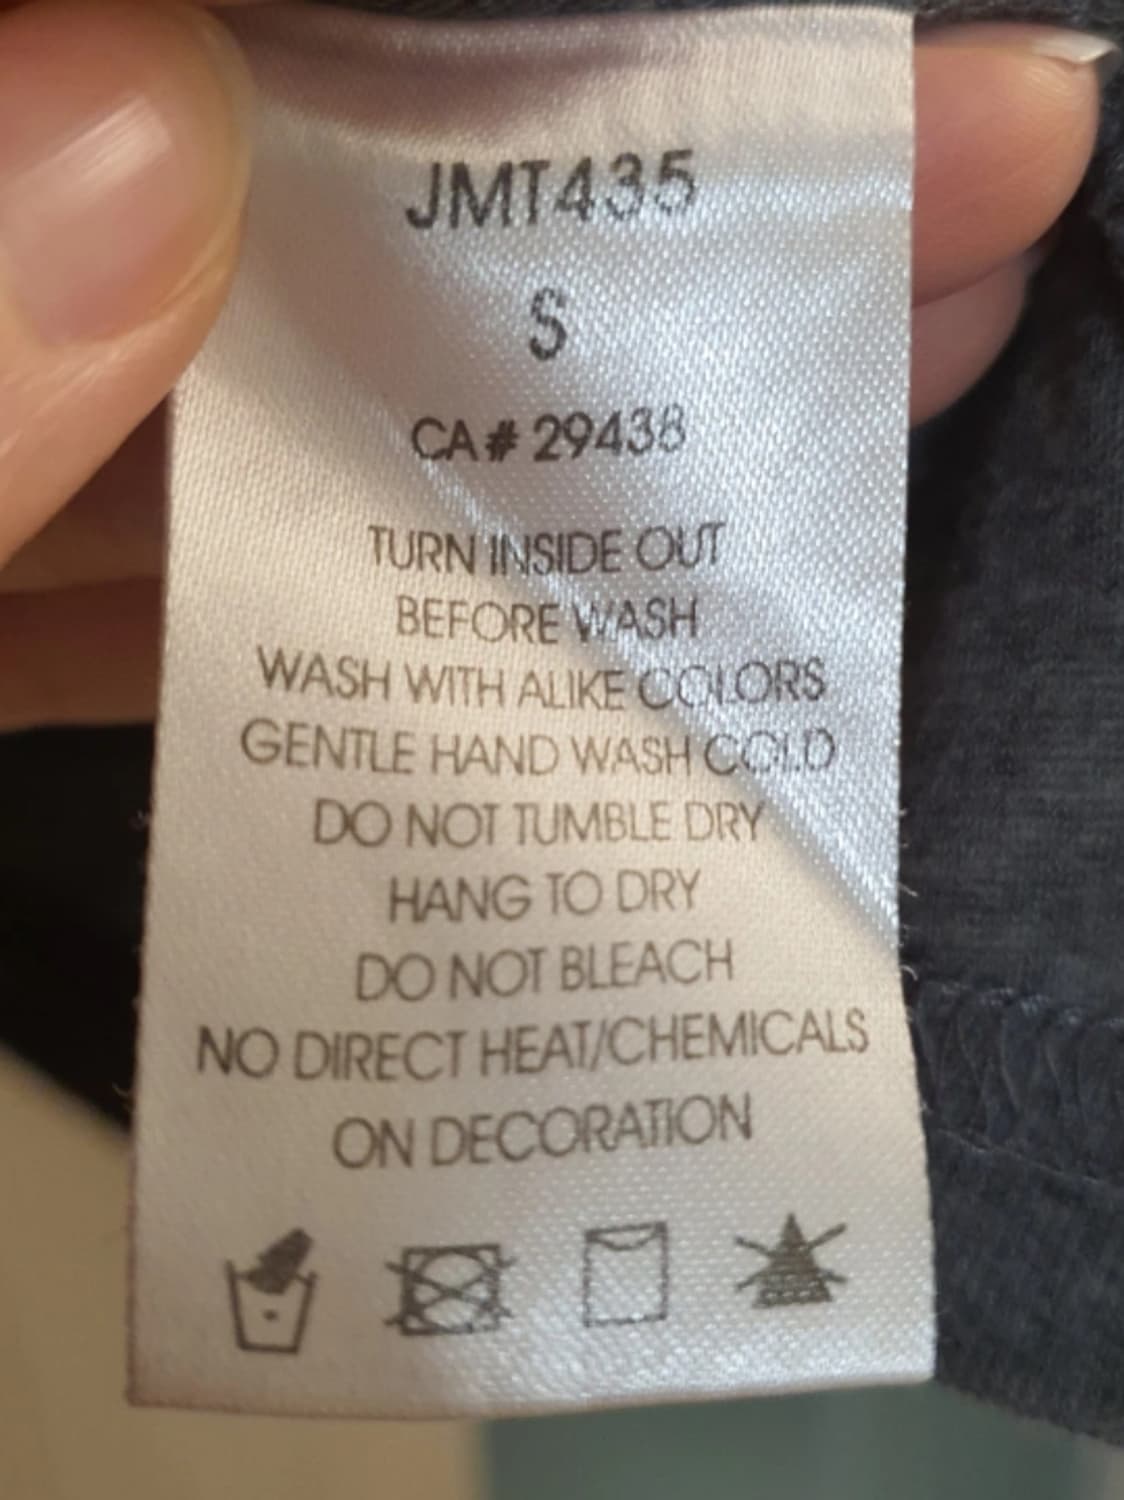 JMT435
S
CA# 29438
TURN INSIDE OUT
BEFORE WASH
WASH WITH ALIKE COLORS
GENTLE HAND WASH COLD
DO NOT TUMBLE DRY
HANG TO DRY
DO NOT BLEACH
NO DIRECT HEAT/CHEMICALS
ON DECORATION